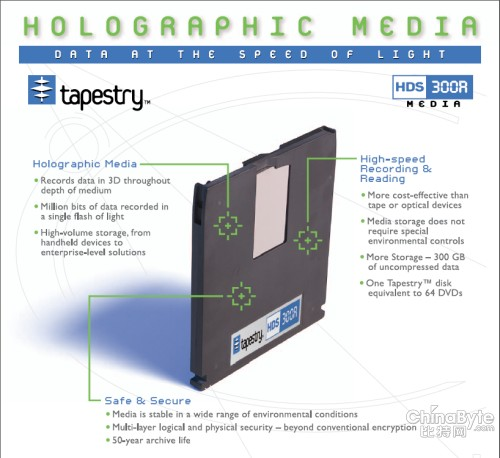 HOLOGRAPHIC MEDIA
DATA AT THE SPEED OF LIGHT
tapestry™
HDS 300R
MEDIA
Holographic Media
• Records data in 3D throughout
depth of medium
• Million bits of data recorded in
a single flash of light
• High-volume storage, from
handheld devices to
enterprise-level solutions
High-speed
Recording &
Reading
• More cost-effective than
tape or optical devices
• Media storage does not
require special
environmental controls
• More Storage – 300 GB
of uncompressed data
• One Tapestry™ disk
equivalent to 64 DVDs
tapestry™ HDS 300R
Safe & Secure
• Media is stable in a wide range of environmental conditions
• Multi-layer logical and physical security – beyond conventional encryption
• 50-year archive life
ChinaByte
比特网